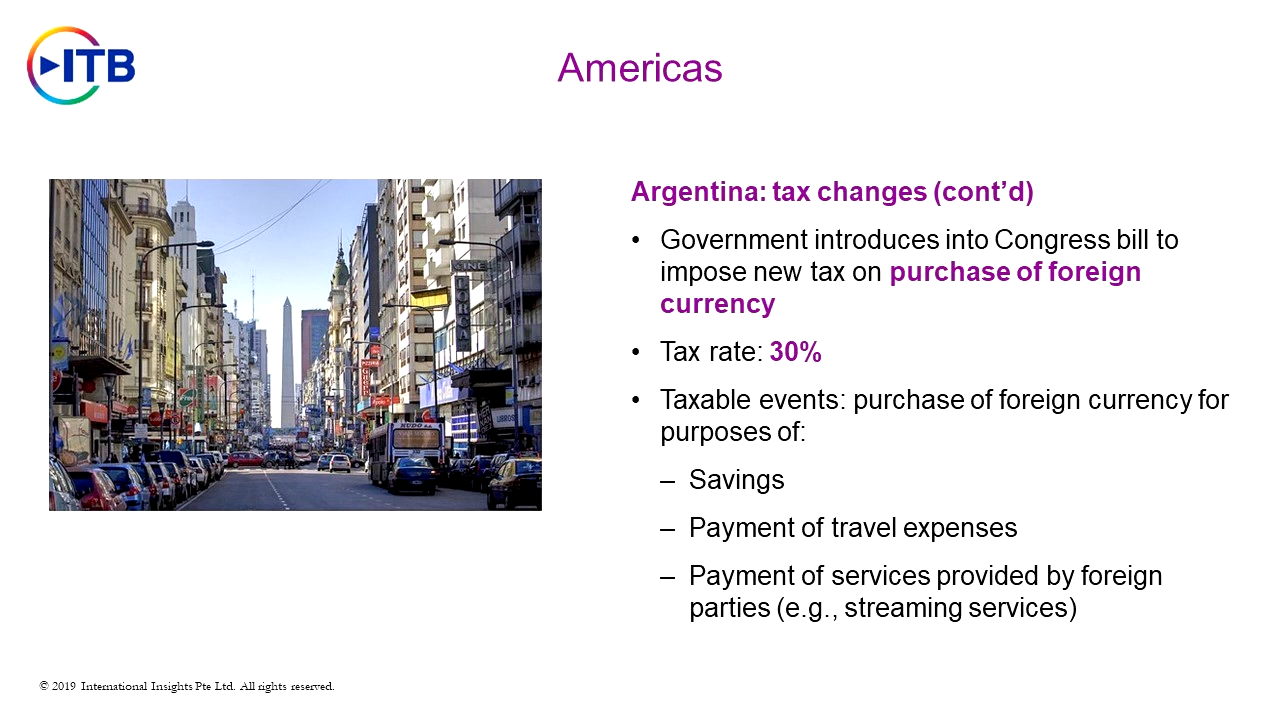 ITB
Americas
Argentina: tax changes (cont’d)
• Government introduces into Congress bill to
impose new tax on purchase of foreign
currency
• Tax rate: 30%
• Taxable events: purchase of foreign currency for
purposes of:
– Savings
– Payment of travel expenses
– Payment of services provided by foreign
parties (e.g., streaming services)
© 2019 International Insights Pte Ltd. All rights reserved.